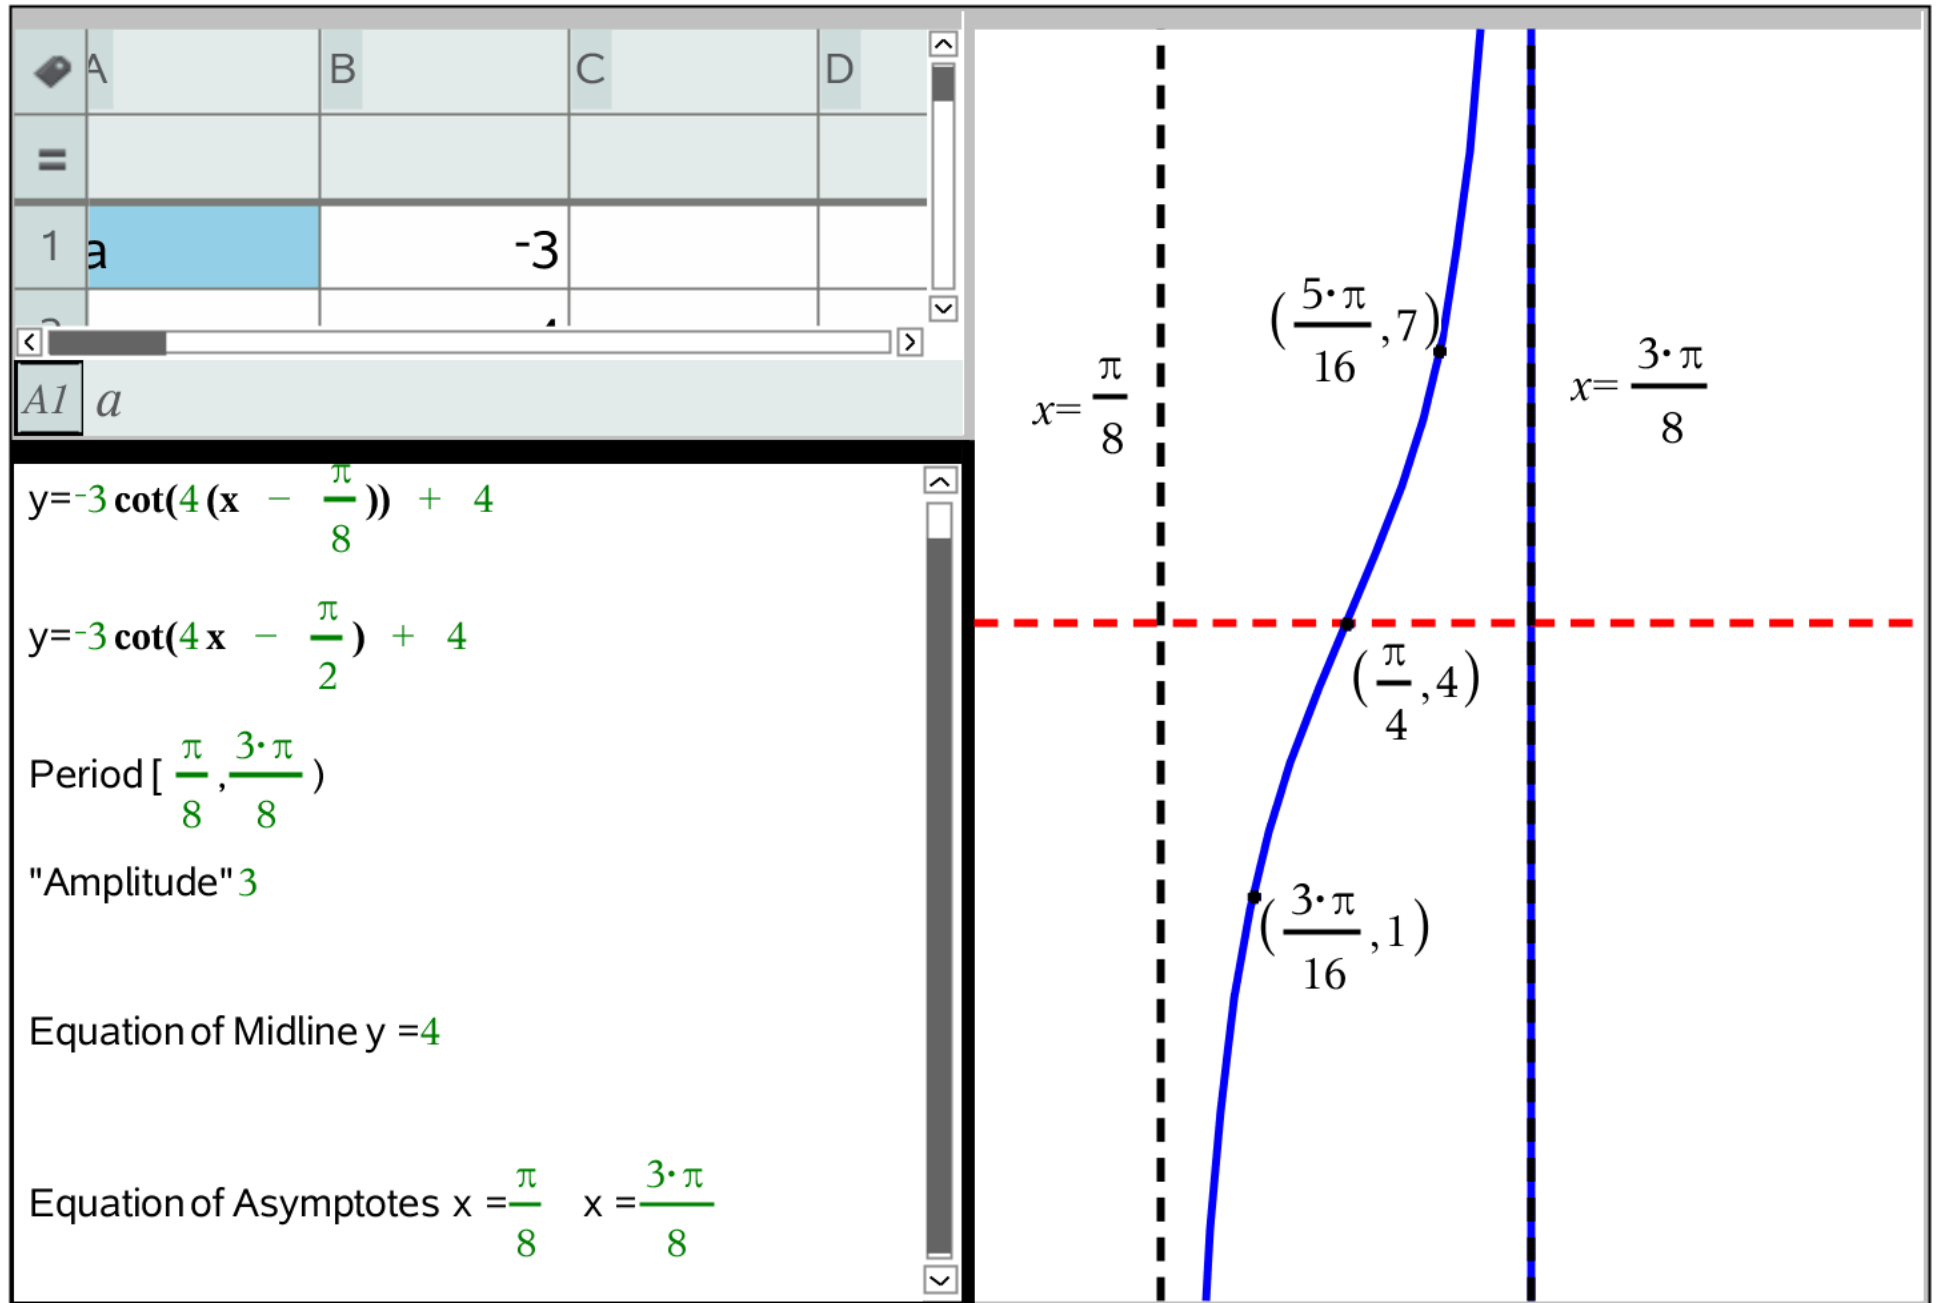 A B C D
=
1 a -3
A1 a
y=-3 cot(4 (x − π/8)) + 4
y=-3 cot(4 x − π/2) + 4
Period [ π/8 , 3·π/8 )
"Amplitude" 3
Equation of Midline y =4
Equation of Asymptotes x = π/8 x = 3·π/8
(5·π/16 , 7)
x= π/8
x= 3·π/8
(π/4 , 4)
(3·π/16 , 1)